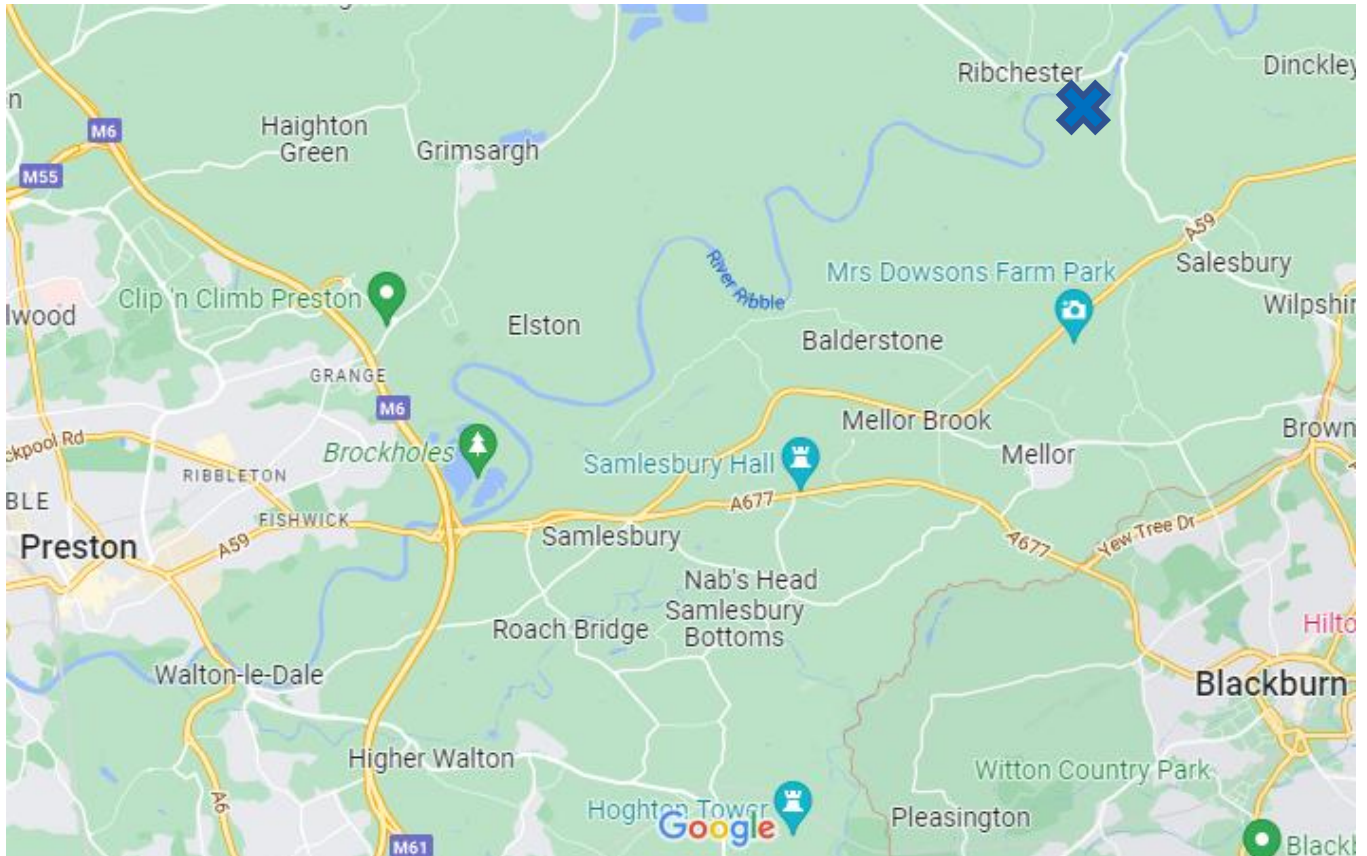 Ribchester
Dinckley
n
M6
Haighton
Green
Grimsargh
M55
A59
River Ribble
Mrs Dowsons Farm Park
Salesbury
Clip 'n Climb Preston
lwood
Elston
Wilpshir
Balderstone
GRANGE
M6
Mellor Brook
Brown
ckpool Rd
Brockholes
Samlesbury Hall
Mellor
RIBBLETON
BLE
A677
FISHWICK
Preston
A59
Samlesbury
A677
Yew Tree Dr
Nab's Head
Samlesbury
Bottoms
Roach Bridge
Hilto
Walton-le-Dale
Blackburn
Higher Walton
Witton Country Park
A6
Hoghton Tower
Pleasington
Google
M61
Blackb